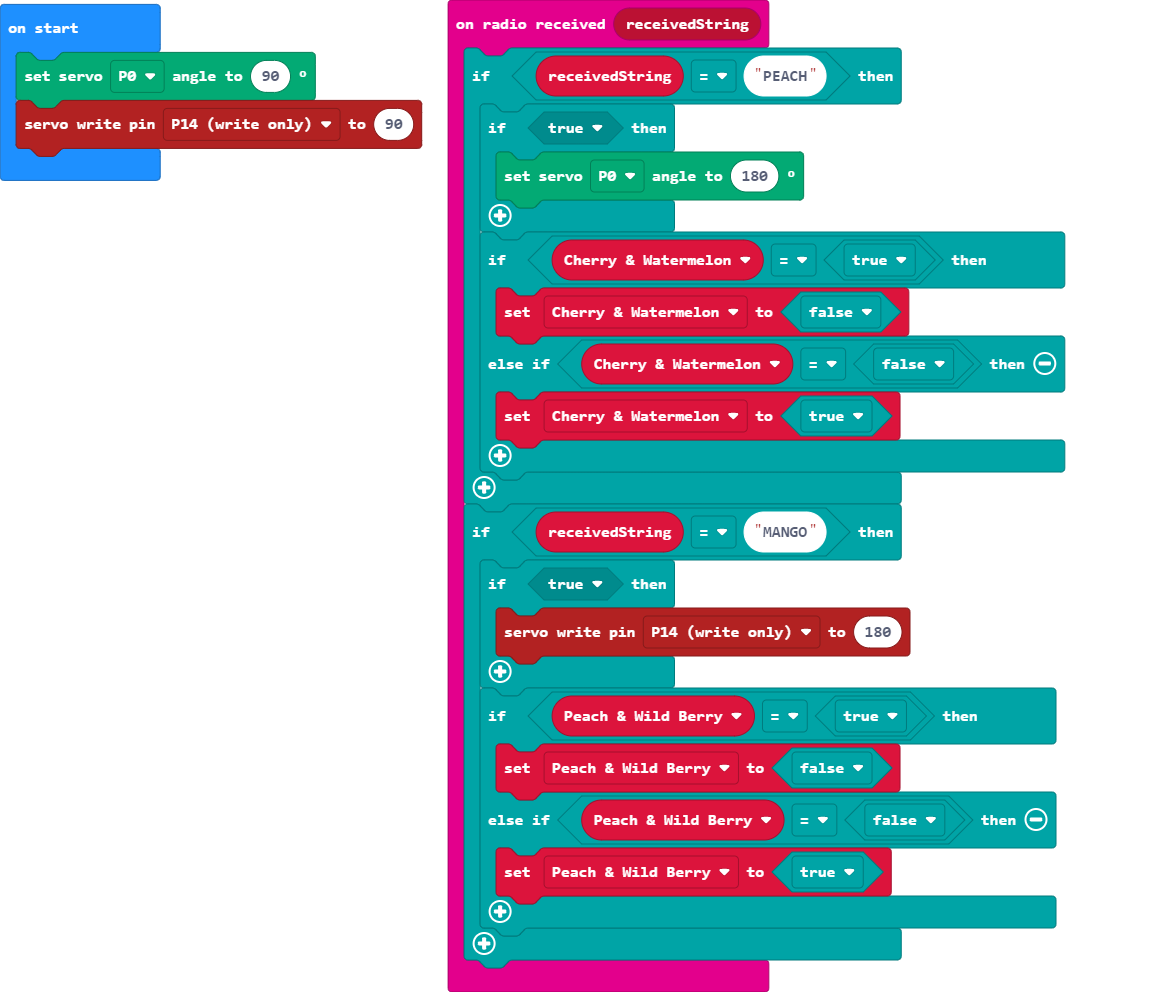 on start
set servo P0 angle to 90 °
servo write pin P14 (write only) to 90
on radio received receivedString
if receivedString = "PEACH" then
if true then
set servo P0 angle to 180 °
if Cherry & Watermelon = true then
set Cherry & Watermelon to false
else if Cherry & Watermelon = false then
set Cherry & Watermelon to true
if receivedString = "MANGO" then
if true then
servo write pin P14 (write only) to 180
if Peach & Wild Berry = true then
set Peach & Wild Berry to false
else if Peach & Wild Berry = false then
set Peach & Wild Berry to true